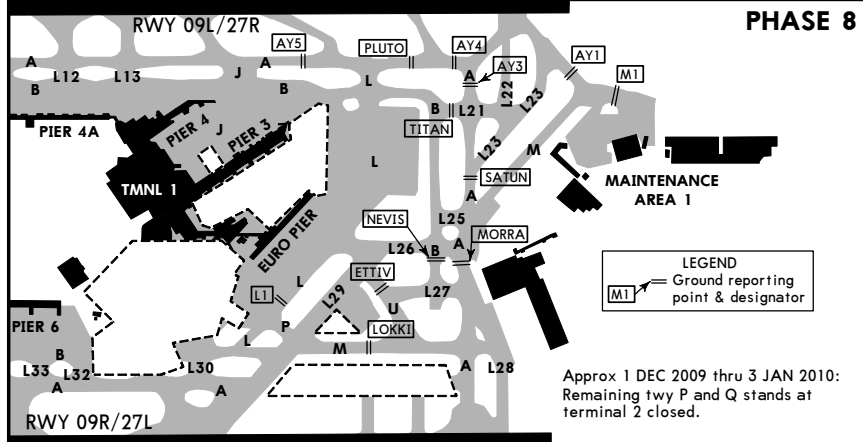 PHASE 8
RWY 09L/27R
AY5
PLUTO
AY4
AY1
AY3
M1
A
L12
L13
J
A
L
A
L22
L23
B
B
B
L21
TITAN
PIER 4A
PIER 4
J
PIER 3
L23
M
L
SATUN
A
TMNL 1
MAINTENANCE
AREA 1
NEVIS
L25
MORRA
EURO PIER
L26
B
A
ETTIV
LEGEND
Ground reporting
point & designator
M1
L1
L
L29
L27
U
PIER 6
P
LOKKI
L
M
B
L33
L32
L30
A
A
A
L28
Approx 1 DEC 2009 thru 3 JAN 2010:
Remaining twy P and Q stands at
terminal 2 closed.
RWY 09R/27L